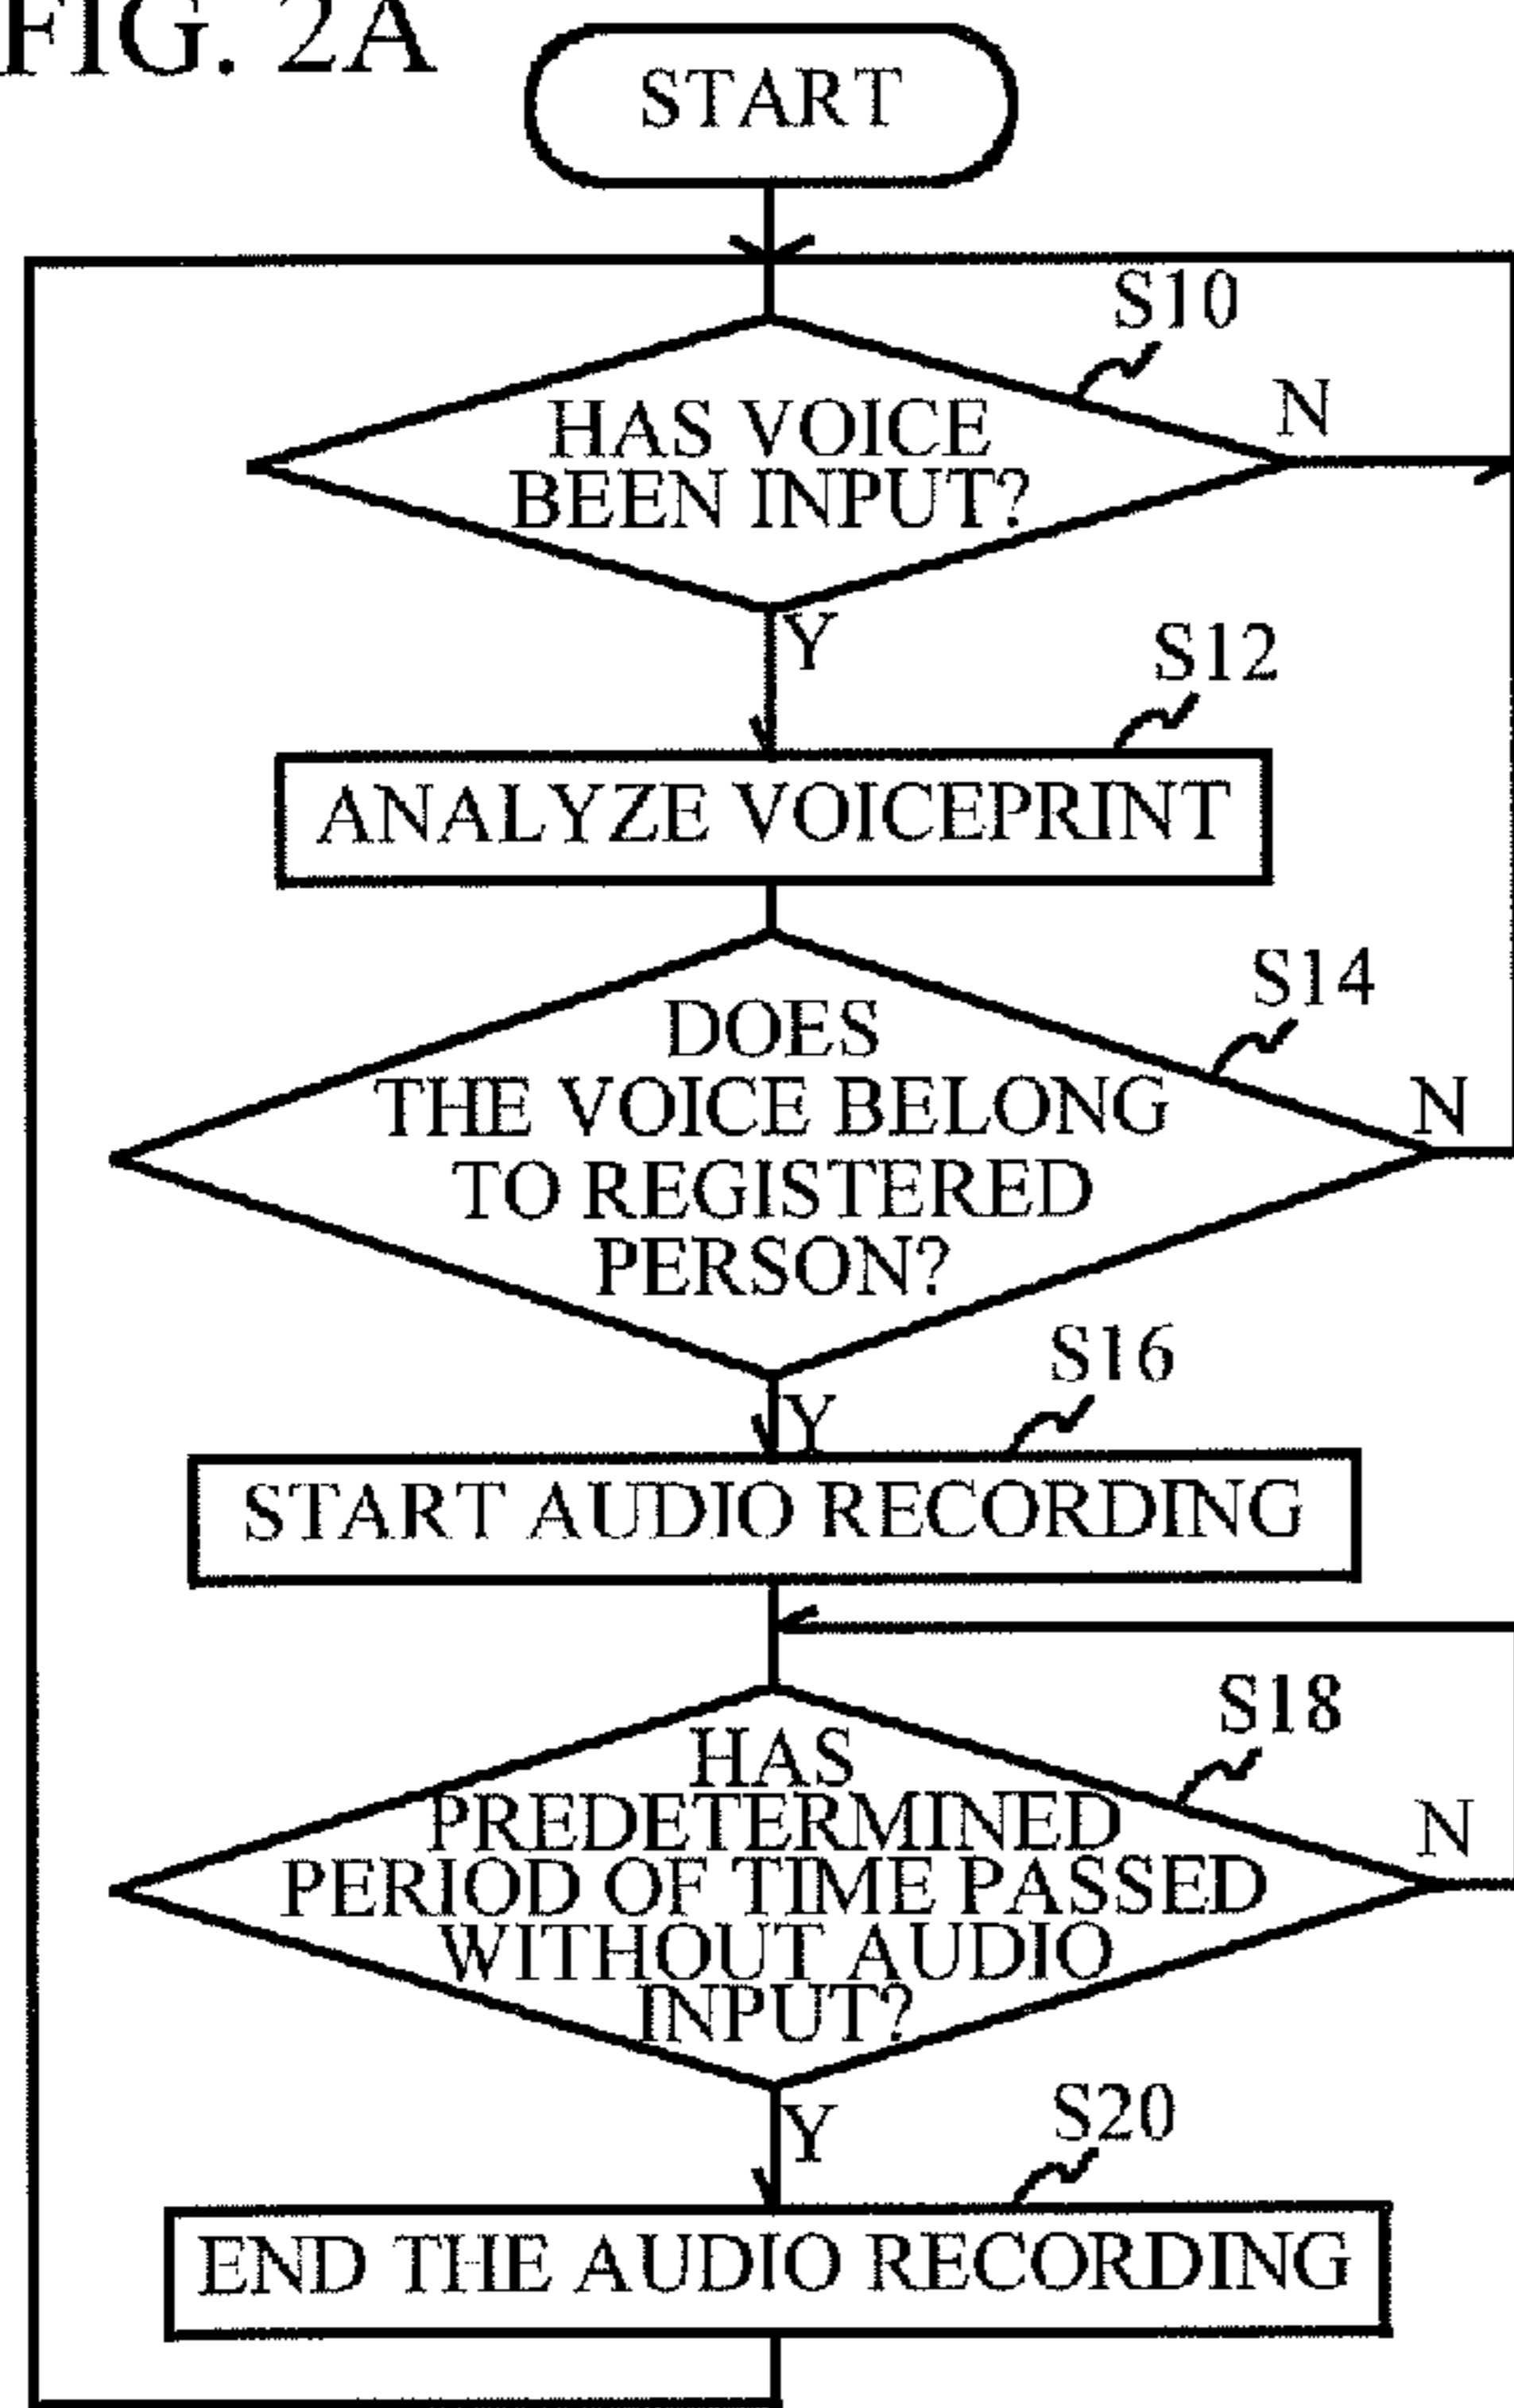 FIG. 2A
START
S10
HAS VOICE
BEEN INPUT?
N
Y
S12
ANALYZE VOICEPRINT
S14
DOES
THE VOICE BELONG
TO REGISTERED
PERSON?
N
Y
S16
START AUDIO RECORDING
S18
HAS
PREDETERMINED
PERIOD OF TIME PASSED
WITHOUT AUDIO
INPUT?
N
Y
S20
END THE AUDIO RECORDING